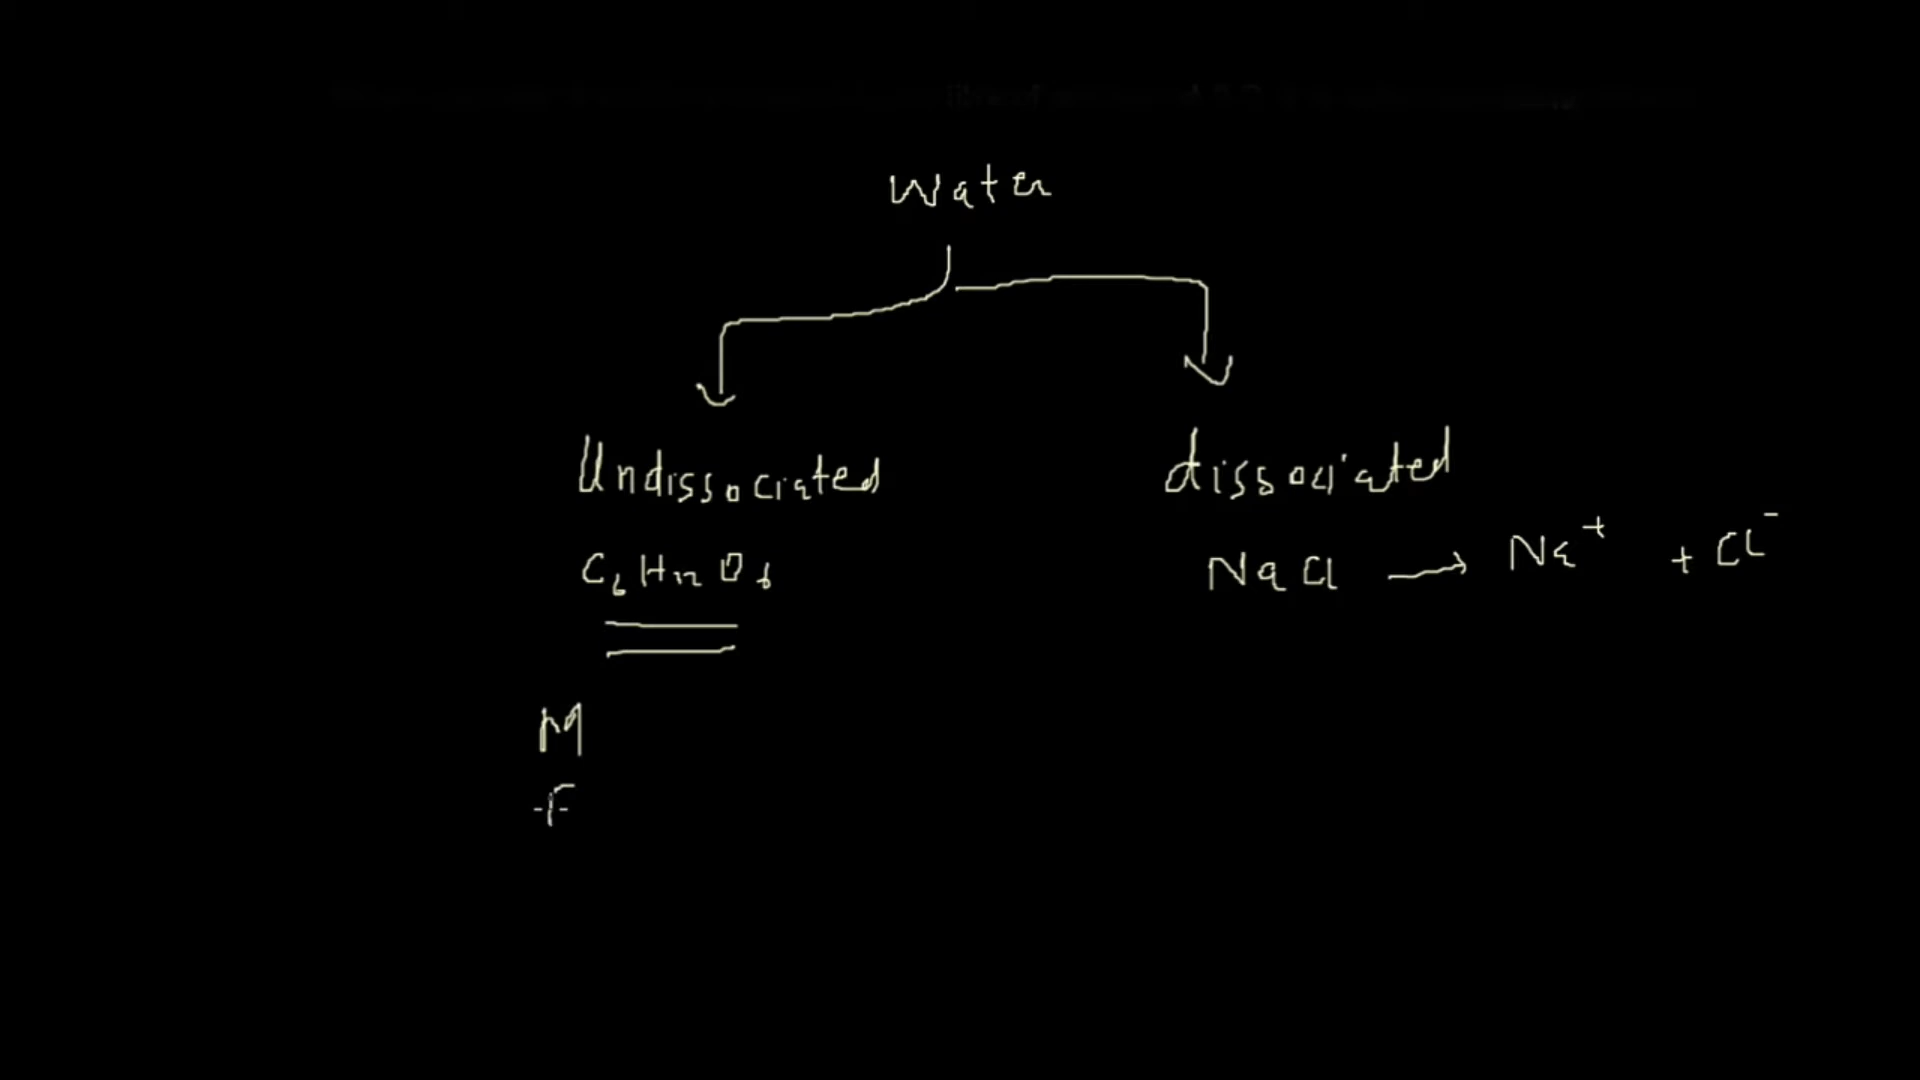 Water
Undissociated dissociated
C₆H₁₂O₆ NaCl → Na⁺ + Cl⁻
M
F